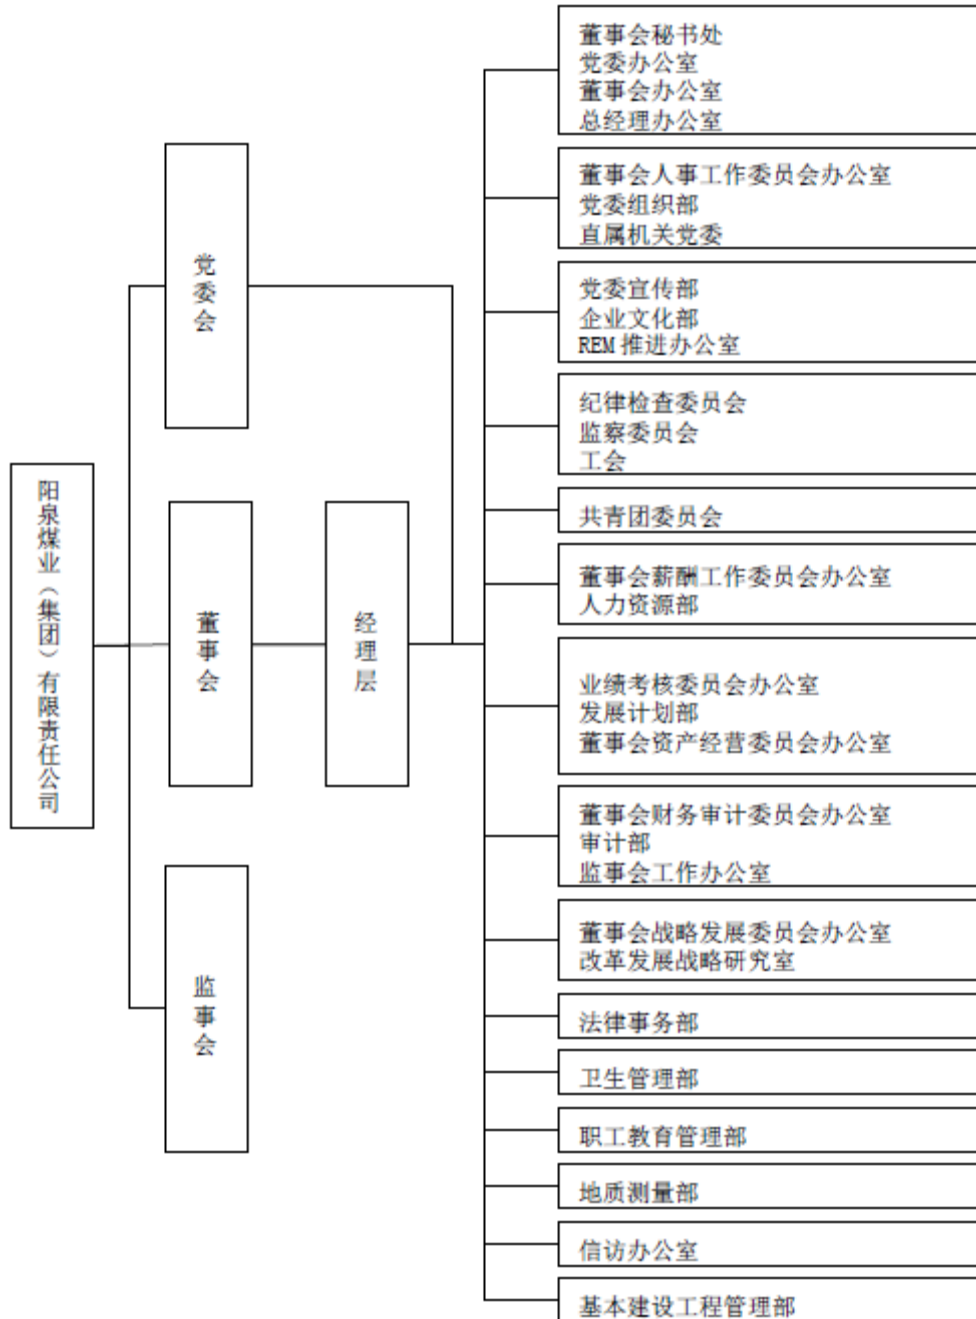 阳泉煤业（集团）有限责任公司
党委会
董事会
监事会
经理层
董事会秘书处
党委办公室
董事会办公室
总经理办公室
董事会人事工作委员会办公室
党委组织部
直属机关党委
党委宣传部
企业文化部
REM 推进办公室
纪律检查委员会
监察委员会
工会
共青团委员会
董事会薪酬工作委员会办公室
人力资源部
业绩考核委员会办公室
发展计划部
董事会资产经营委员会办公室
董事会财务审计委员会办公室
审计部
监事会工作办公室
董事会战略发展委员会办公室
改革发展战略研究室
法律事务部
卫生管理部
职工教育管理部
地质测量部
信访办公室
基本建设工程管理部